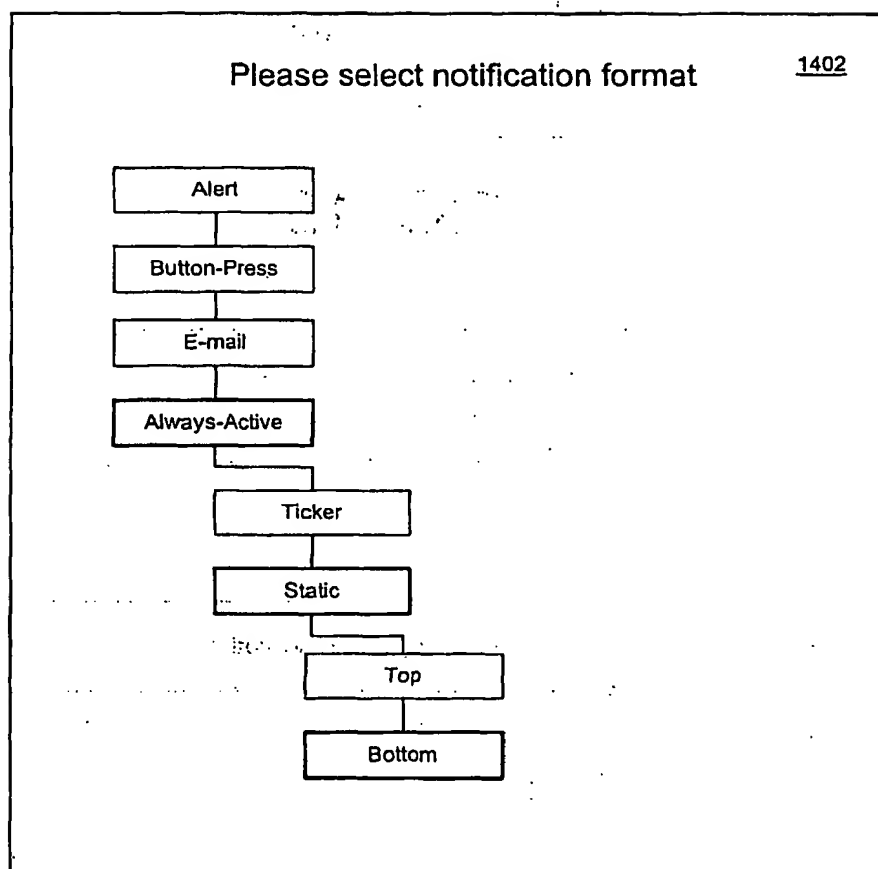 Please select notification format
1402
Alert
Button-Press
E-mail
Always-Active
Ticker
Static
Top
Bottom